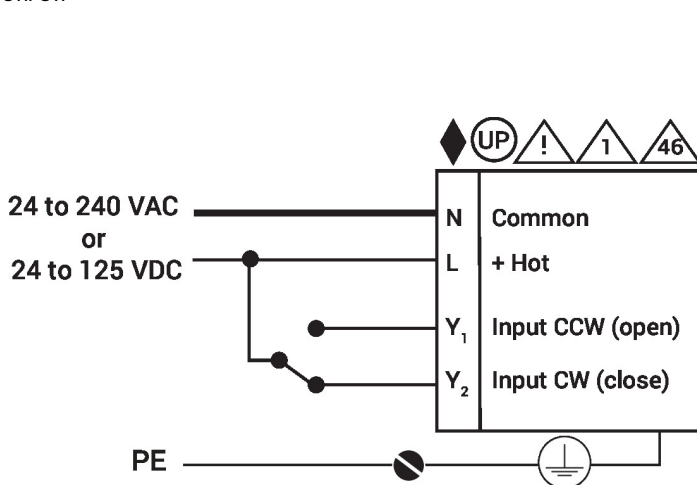 UP ! 1 46
24 to 240 VAC
or
24 to 125 VDC
N Common
L + Hot
Y1 Input CCW (open)
Y2 Input CW (close)
PE